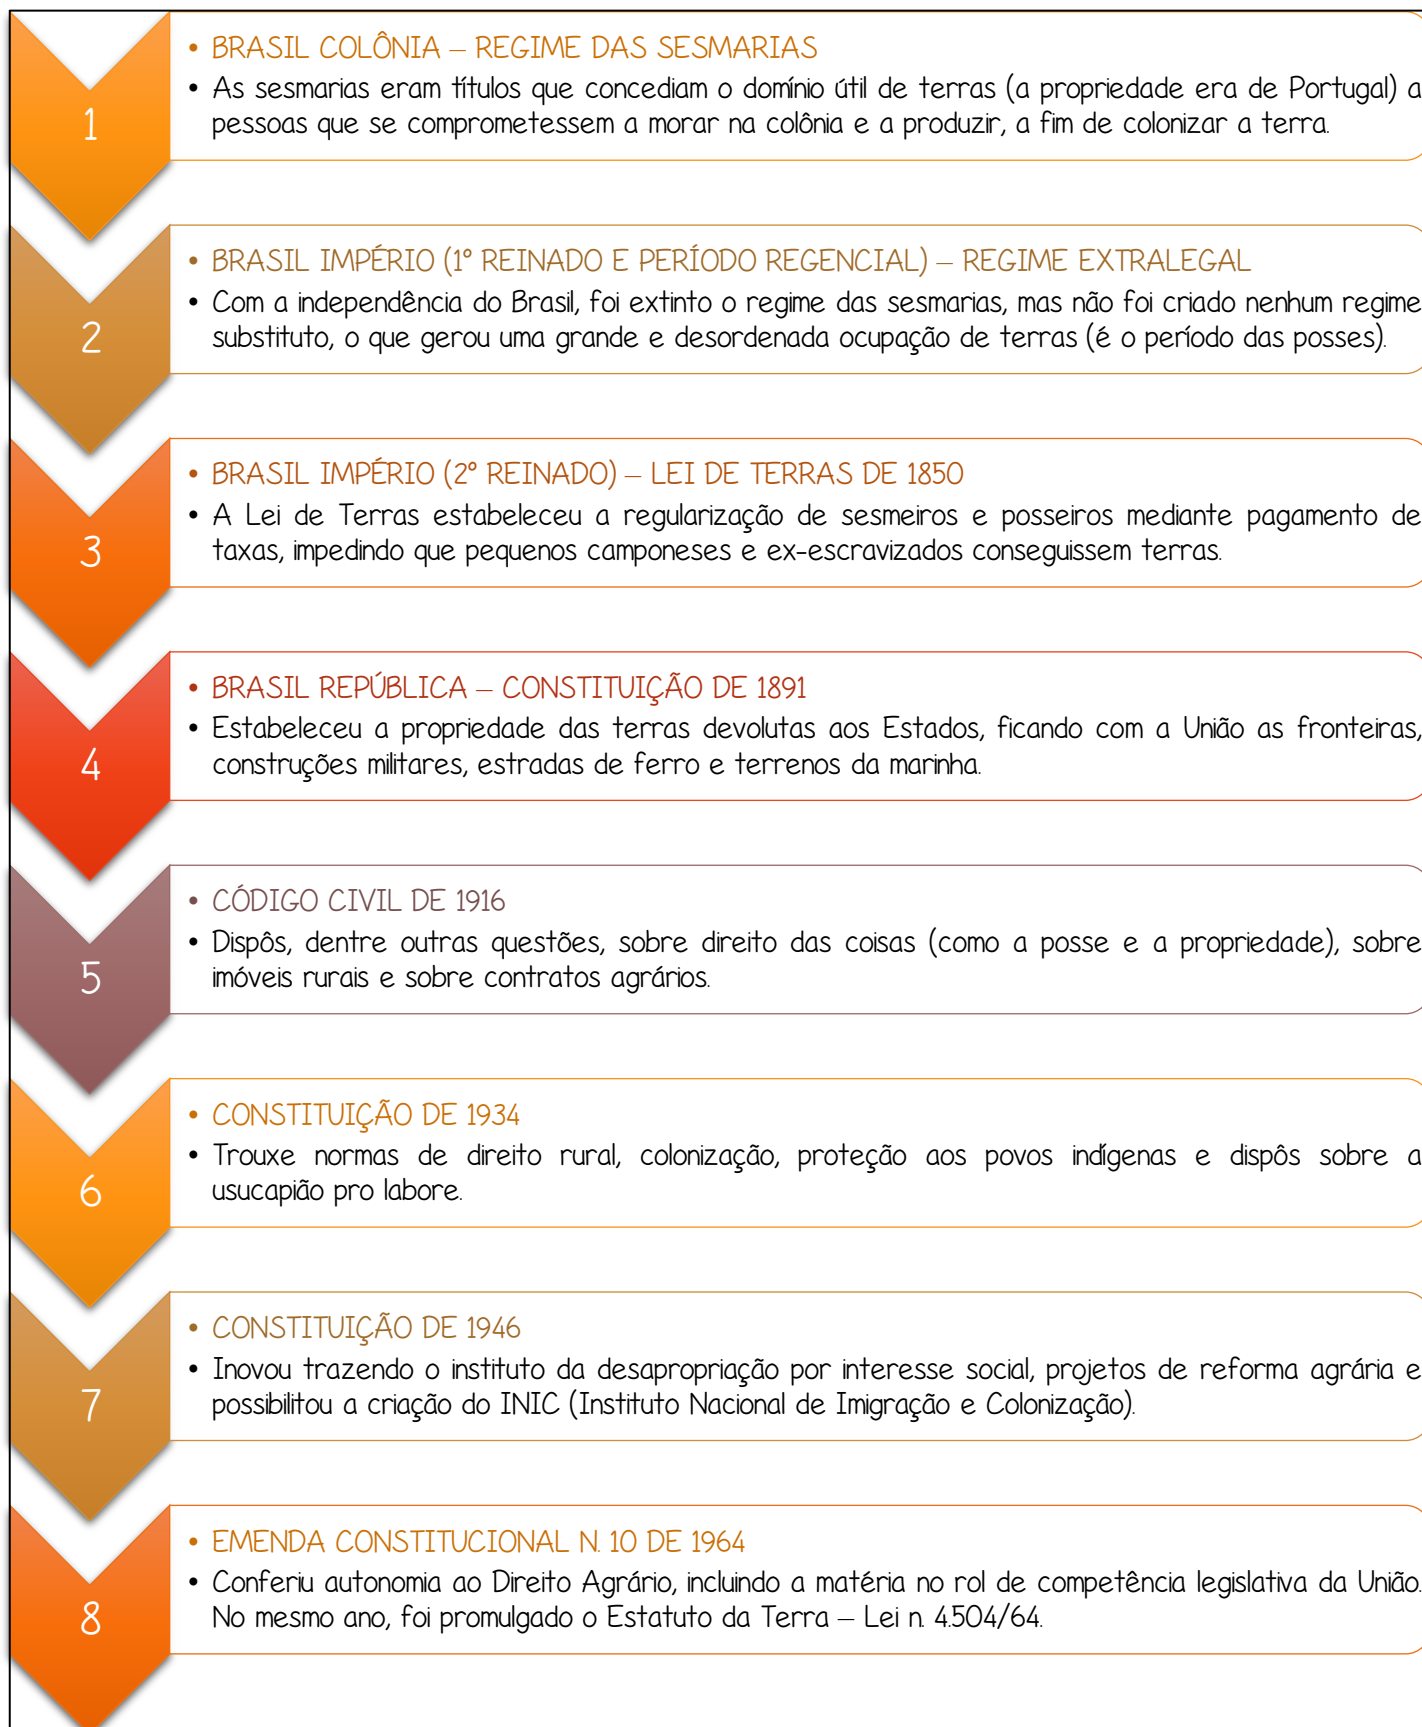 1
• BRASIL COLÔNIA – REGIME DAS SESMARIAS
• As sesmarias eram títulos que concediam o domínio útil de terras (a propriedade era de Portugal) a
pessoas que se comprometessem a morar na colônia e a produzir, a fim de colonizar a terra.
2
• BRASIL IMPÉRIO (1º REINADO E PERÍODO REGENCIAL) – REGIME EXTRALEGAL
• Com a independência do Brasil, foi extinto o regime das sesmarias, mas não foi criado nenhum regime
substituto, o que gerou uma grande e desordenada ocupação de terras (é o período das posses).
3
• BRASIL IMPÉRIO (2º REINADO) – LEI DE TERRAS DE 1850
• A Lei de Terras estabeleceu a regularização de sesmeiros e posseiros mediante pagamento de
taxas, impedindo que pequenos camponeses e ex-escravizados conseguissem terras.
4
• BRASIL REPÚBLICA – CONSTITUIÇÃO DE 1891
• Estabeleceu a propriedade das terras devolutas aos Estados, ficando com a União as fronteiras,
construções militares, estradas de ferro e terrenos da marinha.
5
• CÓDIGO CIVIL DE 1916
• Dispôs, dentre outras questões, sobre direito das coisas (como a posse e a propriedade), sobre
imóveis rurais e sobre contratos agrários.
6
• CONSTITUIÇÃO DE 1934
• Trouxe normas de direito rural, colonização, proteção aos povos indígenas e dispôs sobre a
usucapião pro labore.
7
• CONSTITUIÇÃO DE 1946
• Inovou trazendo o instituto da desapropriação por interesse social, projetos de reforma agrária e
possibilitou a criação do INIC (Instituto Nacional de Imigração e Colonização).
8
• EMENDA CONSTITUCIONAL N. 10 DE 1964
• Conferiu autonomia ao Direito Agrário, incluindo a matéria no rol de competência legislativa da União.
No mesmo ano, foi promulgado o Estatuto da Terra – Lei n. 4.504/64.